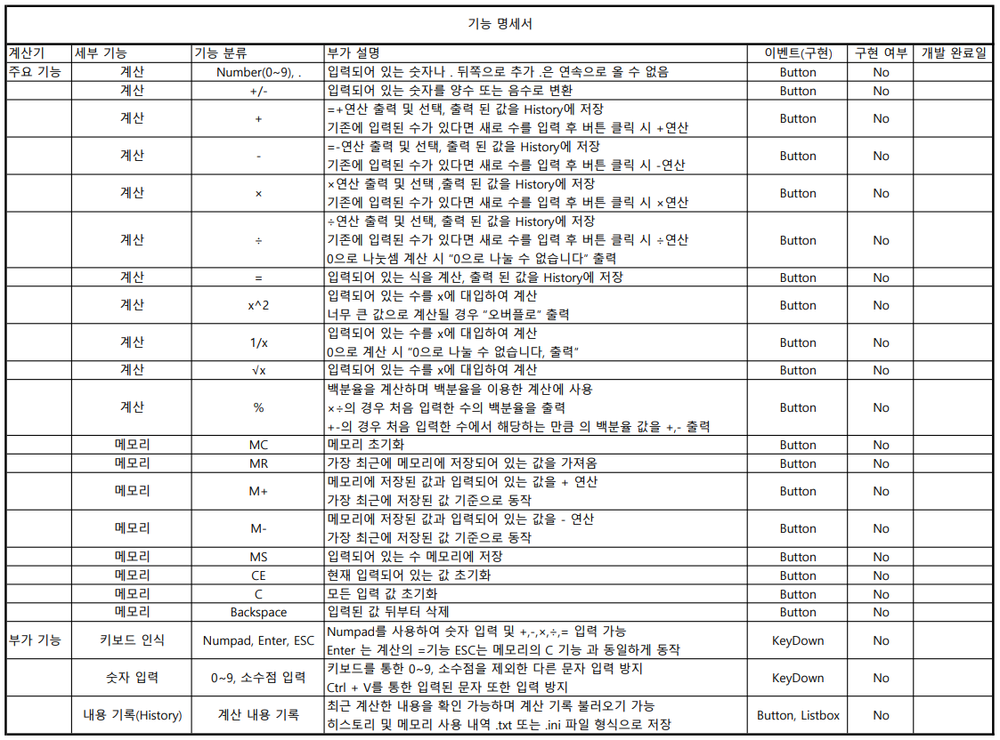 기능 명세서
계산기 세부 기능 기능 분류 부가 설명 이벤트(구현) 구현 여부 개발 완료일
주요 기능 계산 Number(0~9), . 입력되어 있는 숫자나 . 뒤쪽으로 추가 .은 연속으로 올 수 없음 Button No
계산 +/- 입력되어 있는 숫자를 양수 또는 음수로 변환 Button No
계산 + =+연산 출력 및 선택, 출력 된 값을 History에 저장 Button No
기존에 입력된 수가 있다면 새로 수를 입력 후 버튼 클릭 시 +연산
계산 - =-연산 출력 및 선택, 출력 된 값을 History에 저장 Button No
기존에 입력된 수가 있다면 새로 수를 입력 후 버튼 클릭 시 -연산
계산 × ×연산 출력 및 선택 ,출력 된 값을 History에 저장 Button No
기존에 입력된 수가 있다면 새로 수를 입력 후 버튼 클릭 시 ×연산
÷연산 출력 및 선택, 출력 된 값을 History에 저장
계산 ÷ 기존에 입력된 수가 있다면 새로 수를 입력 후 버튼 클릭 시 ÷연산 Button No
0으로 나눗셈 계산 시 "0으로 나눌 수 없습니다" 출력
계산 = 입력되어 있는 식을 계산, 출력 된 값을 History에 저장 Button No
계산 x^2 입력되어 있는 수를 x에 대입하여 계산 Button No
너무 큰 값으로 계산될 경우 "오버플로" 출력
계산 1/x 입력되어 있는 수를 x에 대입하여 계산 Button No
0으로 계산 시 "0으로 나눌 수 없습니다, 출력"
계산 √x 입력되어 있는 수를 x에 대입하여 계산 Button No
백분율을 계산하며 백분율을 이용한 계산에 사용
계산 % ×÷의 경우 처음 입력한 수의 백분율을 출력 Button No
+-의 경우 처음 입력한 수에서 해당하는 만큼 의 백분율 값을 +,- 출력
메모리 MC 메모리 초기화 Button No
메모리 MR 가장 최근에 메모리에 저장되어 있는 값을 가져옴 Button No
메모리 M+ 메모리에 저장된 값과 입력되어 있는 값을 + 연산 Button No
가장 최근에 저장된 값 기준으로 동작
메모리 M- 메모리에 저장된 값과 입력되어 있는 값을 - 연산 Button No
가장 최근에 저장된 값 기준으로 동작
메모리 MS 입력되어 있는 수 메모리에 저장 Button No
메모리 CE 현재 입력되어 있는 값 초기화 Button No
메모리 C 모든 입력 값 초기화 Button No
메모리 Backspace 입력된 값 뒤부터 삭제 Button No
부가 기능 키보드 인식 Numpad, Enter, ESC Numpad를 사용하여 숫자 입력 및 +,-,×,÷,= 입력 가능 KeyDown No
Enter 는 계산의 =기능 ESC는 메모리의 C 기능 과 동일하게 동작
숫자 입력 0~9, 소수점 입력 키보드를 통한 0~9, 소수점을 제외한 다른 문자 입력 방지 KeyDown No
Ctrl + V를 통한 입력된 문자 또한 입력 방지
내용 기록(History) 계산 내용 기록 최근 계산한 내용을 확인 가능하며 계산 기록 불러오기 가능 Button, Listbox No
히스토리 및 메모리 사용 내역 .txt 또는 .ini 파일 형식으로 저장